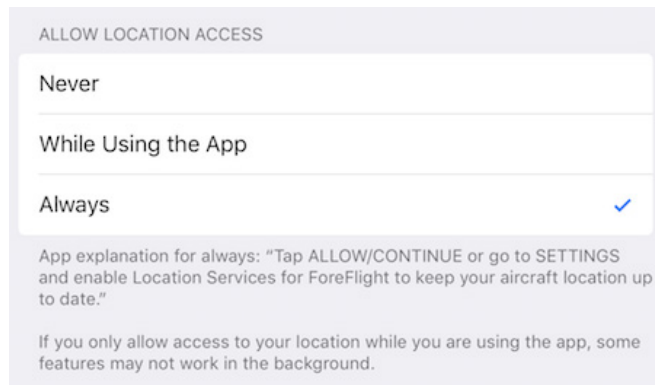 ALLOW LOCATION ACCESS
Never
While Using the App
Always
App explanation for always: “Tap ALLOW/CONTINUE or go to SETTINGS
and enable Location Services for ForeFlight to keep your aircraft location up
to date.”
If you only allow access to your location while you are using the app, some
features may not work in the background.